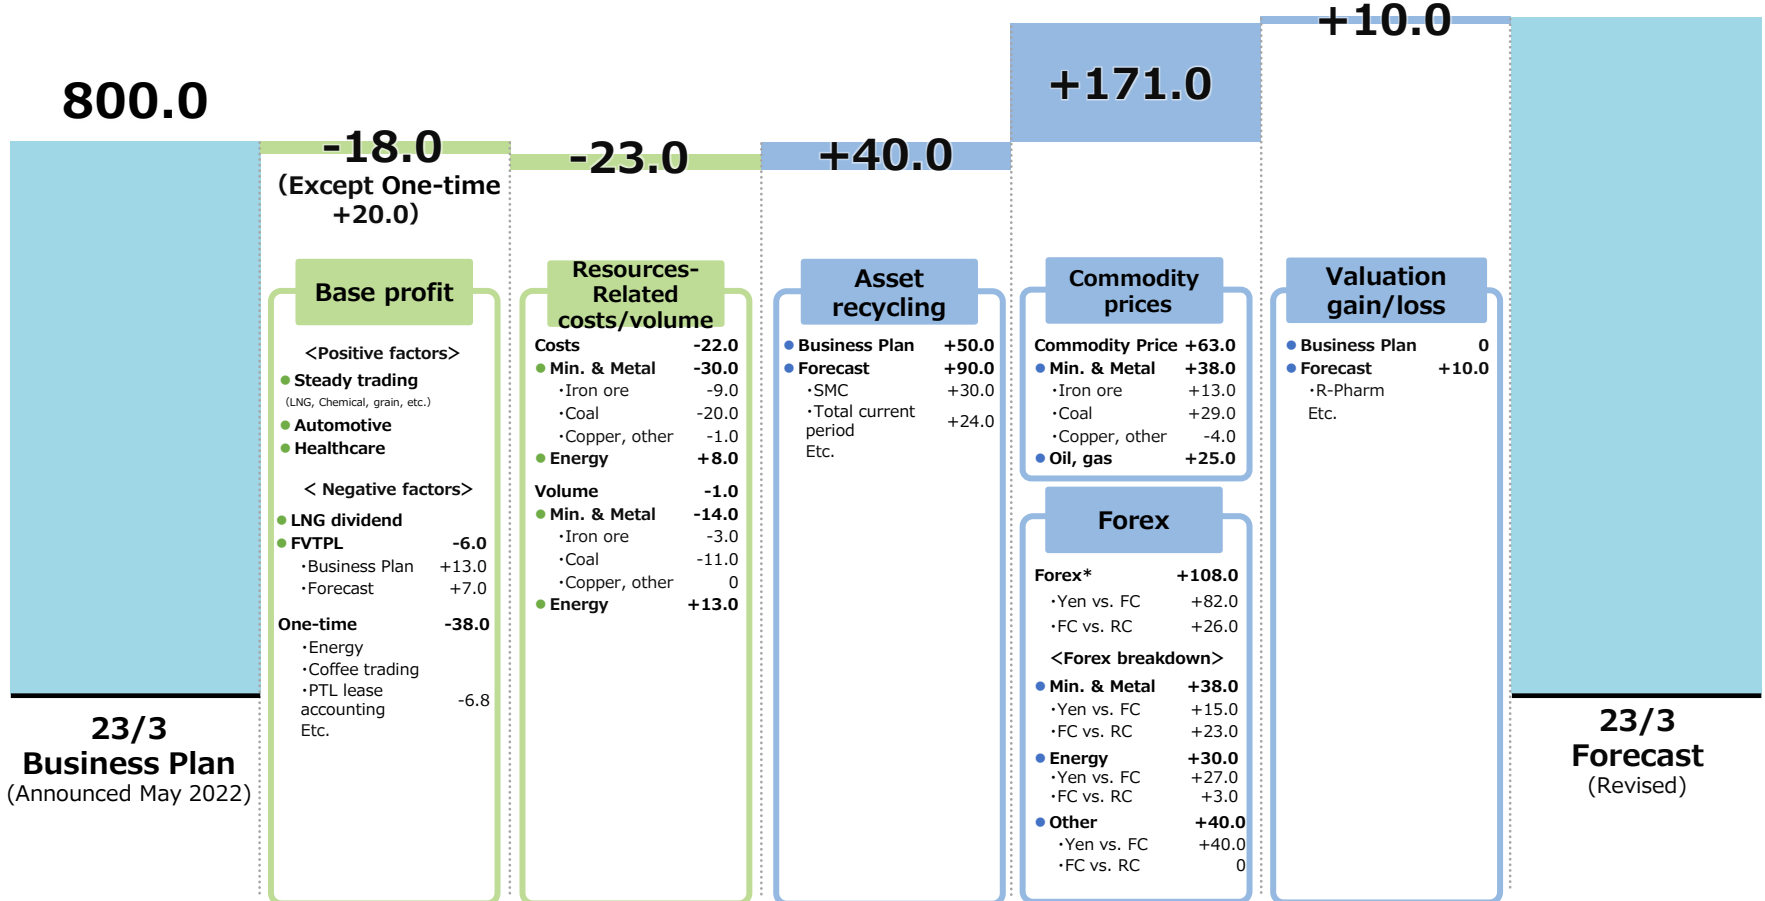 800.0
-18.0
(Except One-time
+20.0)
-23.0
+40.0
+171.0
+10.0
Base profit
<Positive factors>
● Steady trading
(LNG, Chemical, grain, etc.)
● Automotive
● Healthcare
< Negative factors>
● LNG dividend
● FVTPL -6.0
・Business Plan +13.0
・Forecast +7.0
One-time -38.0
・Energy
・Coffee trading
・PTL lease
accounting -6.8
Etc.
Resources-
Related
costs/volume
Costs -22.0
● Min. & Metal -30.0
・Iron ore -9.0
・Coal -20.0
・Copper, other -1.0
● Energy +8.0
Volume -1.0
● Min. & Metal -14.0
・Iron ore -3.0
・Coal -11.0
・Copper, other 0
● Energy +13.0
Asset
recycling
● Business Plan +50.0
● Forecast +90.0
・SMC +30.0
・Total current
period +24.0
Etc.
Commodity
prices
Commodity Price +63.0
● Min. & Metal +38.0
・Iron ore +13.0
・Coal +29.0
・Copper, other -4.0
● Oil, gas +25.0
Forex
Forex* +108.0
・Yen vs. FC +82.0
・FC vs. RC +26.0
<Forex breakdown>
● Min. & Metal +38.0
・Yen vs. FC +15.0
・FC vs. RC +23.0
● Energy +30.0
・Yen vs. FC +27.0
・FC vs. RC +3.0
● Other +40.0
・Yen vs. FC +40.0
・FC vs. RC 0
Valuation
gain/loss
● Business Plan 0
● Forecast +10.0
・R-Pharm
Etc.
23/3
Business Plan
(Announced May 2022)
23/3
Forecast
(Revised)